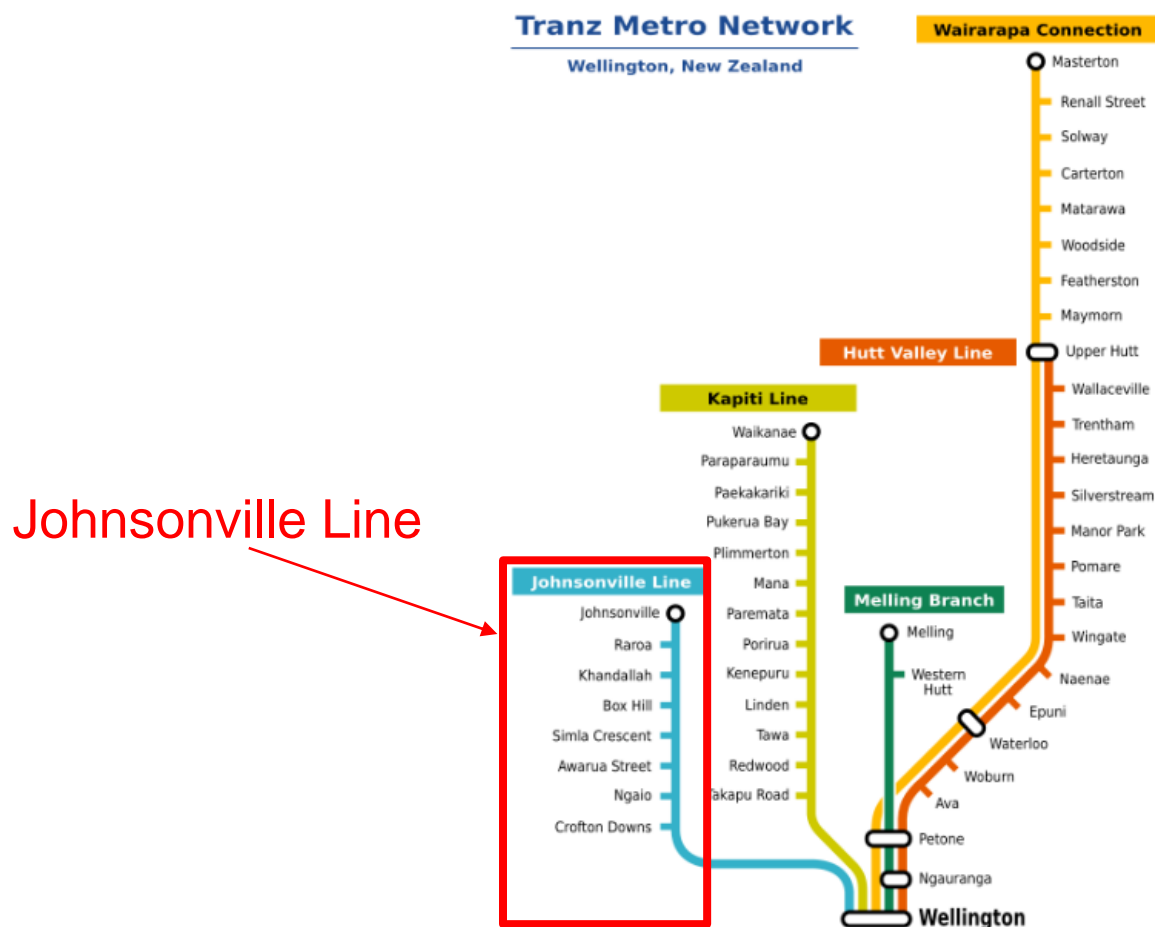 Tranz Metro Network
Wellington, New Zealand
Wairarapa Connection
Masterton
Renall Street
Solway
Carterton
Matarawa
Woodside
Featherston
Maymorn
Hutt Valley Line
Upper Hutt
Wallaceville
Trentham
Heretaunga
Silverstream
Manor Park
Pomare
Taita
Wingate
Naenae
Epuni
Waterloo
Woburn
Ava
Petone
Ngauranga
Wellington
Kapiti Line
Waikanae
Paraparaumu
Paekakariki
Pukerua Bay
Plimmerton
Mana
Paremata
Porirua
Kenepuru
Linden
Tawa
Redwood
Takapu Road
Melling Branch
Melling
Western
Hutt
Johnsonville Line
Johnsonville Line
Johnsonville
Raroa
Khandallah
Box Hill
Simla Crescent
Awarua Street
Ngaio
Crofton Downs